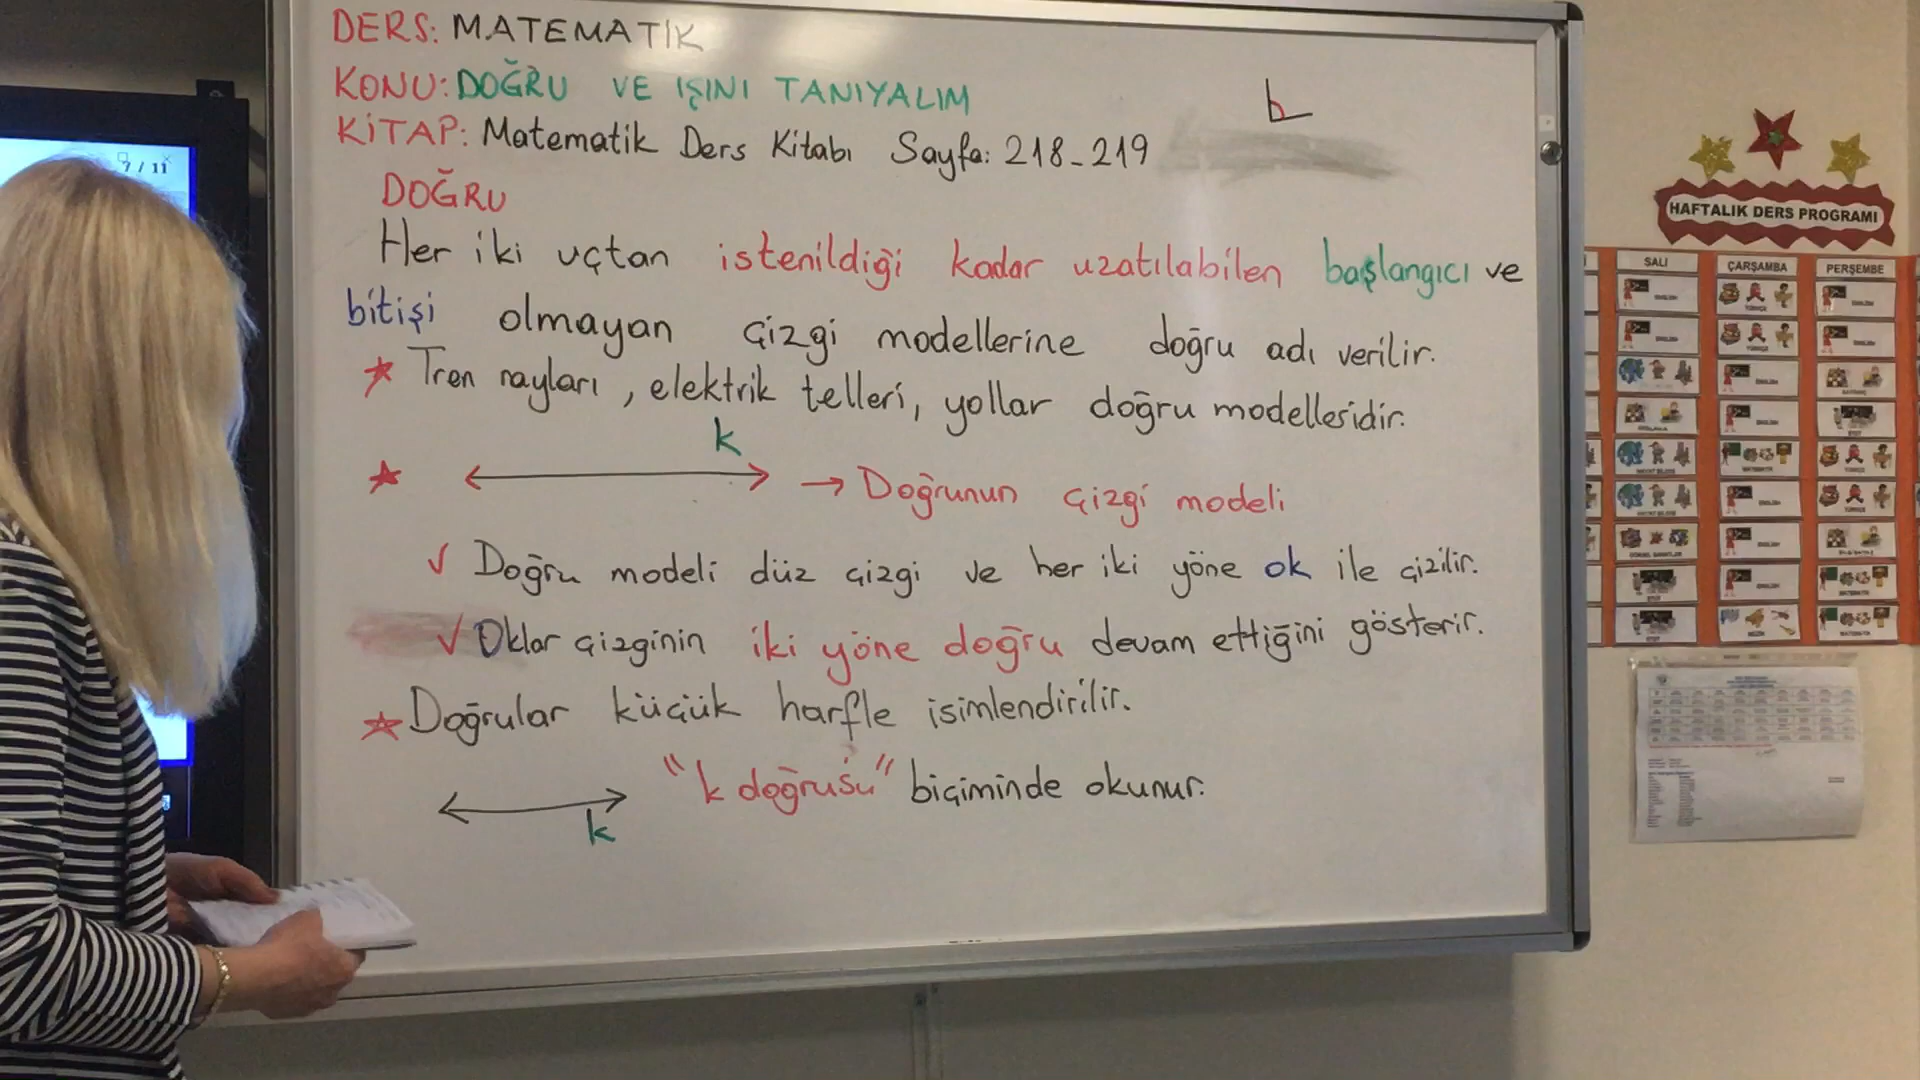 DERS: MATEMATİK
KONU: DOĞRU VE IŞINI TANIYALIM
KİTAP: Matematik Ders Kitabı Sayfa: 218-219
DOĞRU
Her iki uçtan istenildiği kadar uzatılabilen başlangıcı ve
bitişi olmayan çizgi modellerine doğru adı verilir.
Tren rayları, elektrik telleri, yollar doğru modelleridir.
k
→ Doğrunun çizgi modeli
✓ Doğru modeli düz çizgi ve her iki yöne ok ile çizilir.
✓ Oklar çizginin iki yöne doğru devam ettiğini gösterir.
Doğrular küçük harfle isimlendirilir.
"k doğrusu" biçiminde okunur.
k
7/11
HAFTALIK DERS PROGRAMI
SALI
ÇARŞAMBA
PERŞEMBE